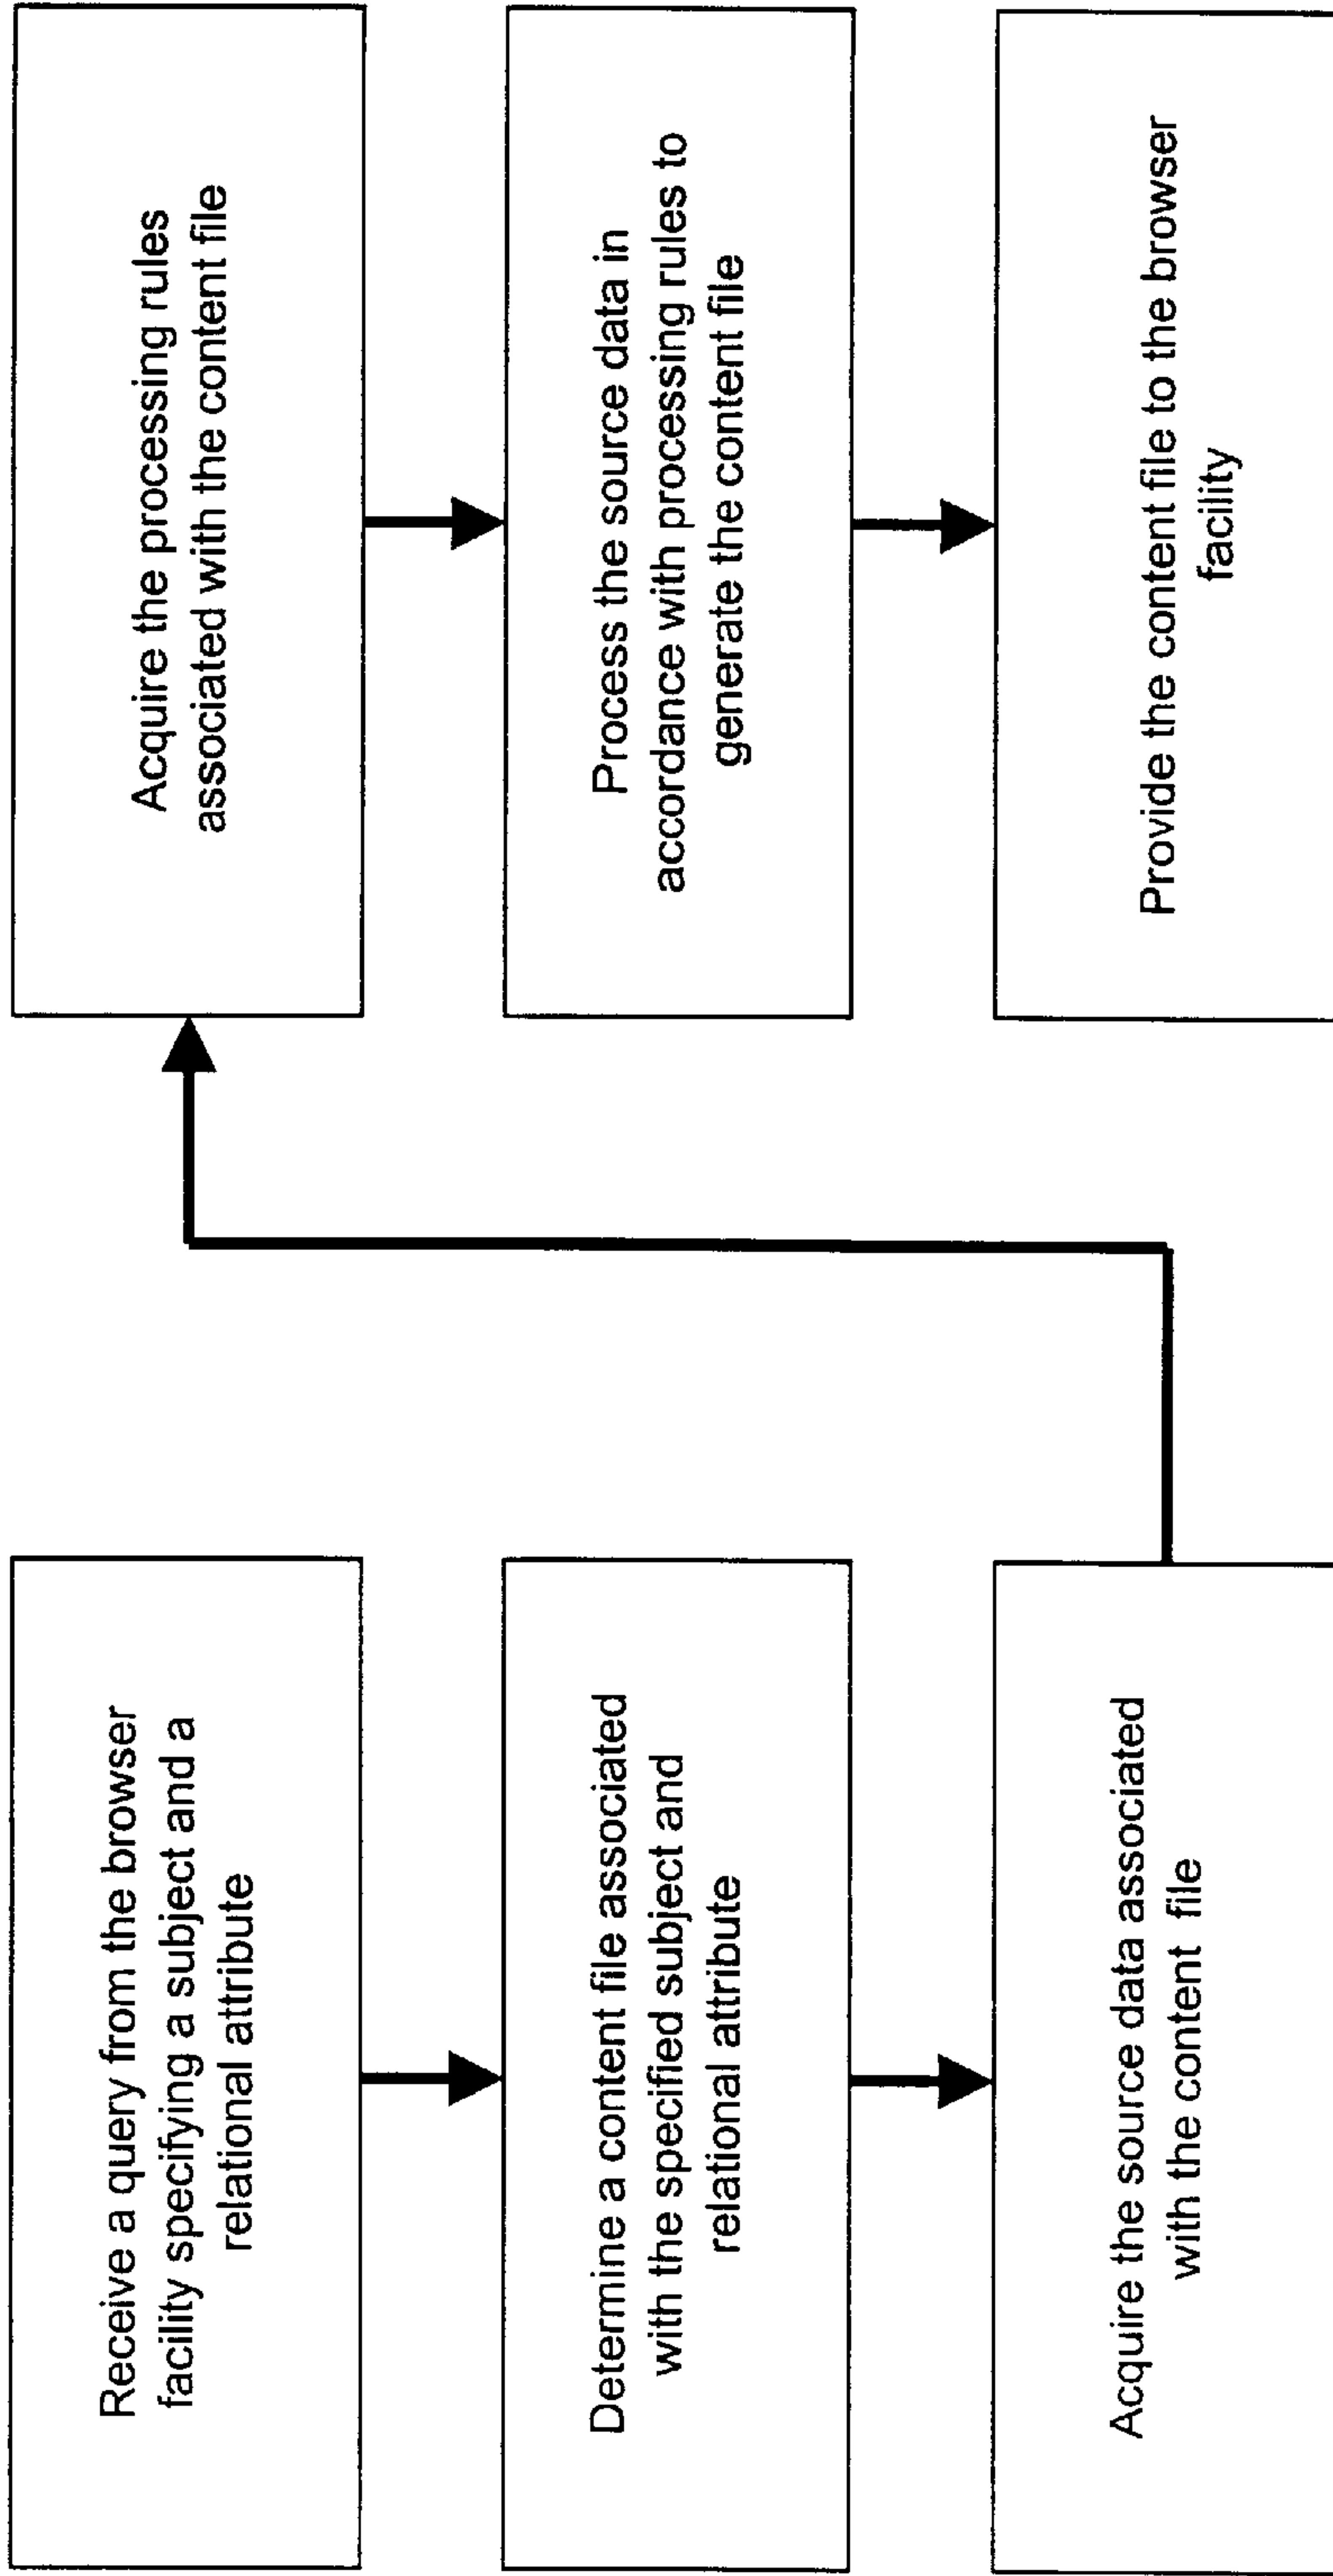 Receive a query from the browser
facility specifying a subject and a
relational attribute
Determine a content file associated
with the specified subject and
relational attribute
Acquire the source data associated
with the content file
Acquire the processing rules
associated with the content file
Process the source data in
accordance with processing rules to
generate the content file
Provide the content file to the browser
facility